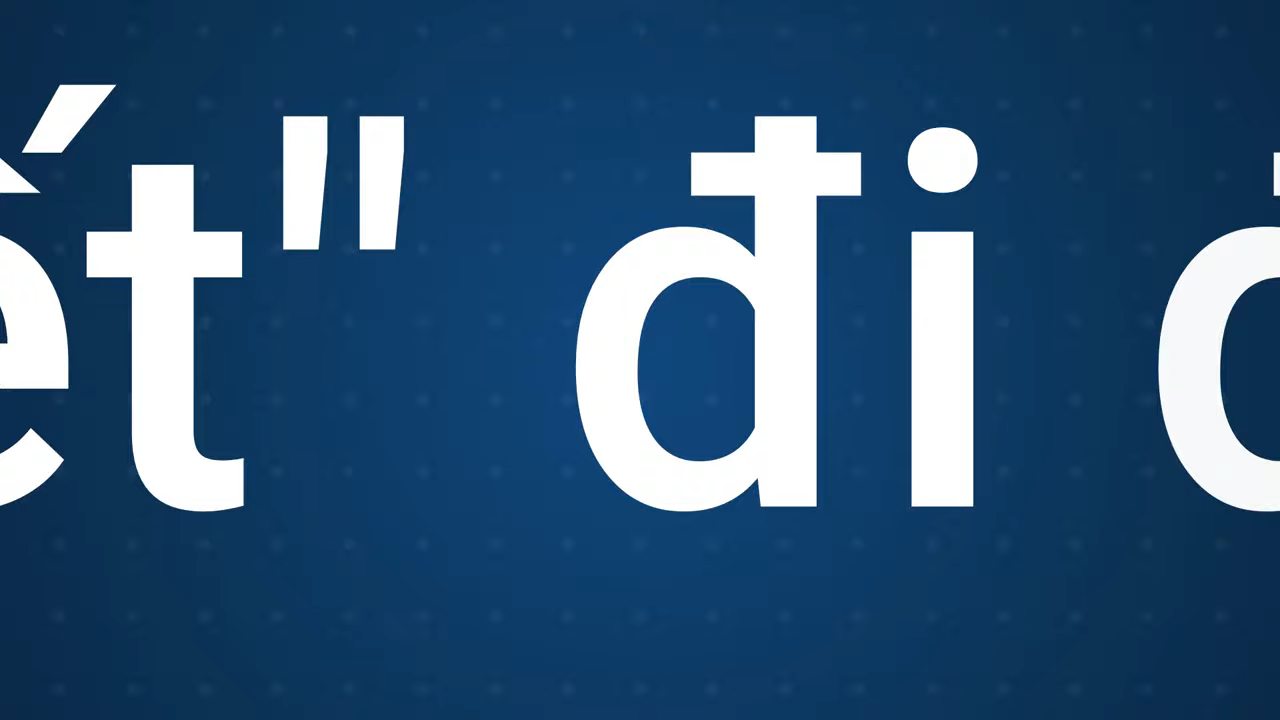 ết" đi đ